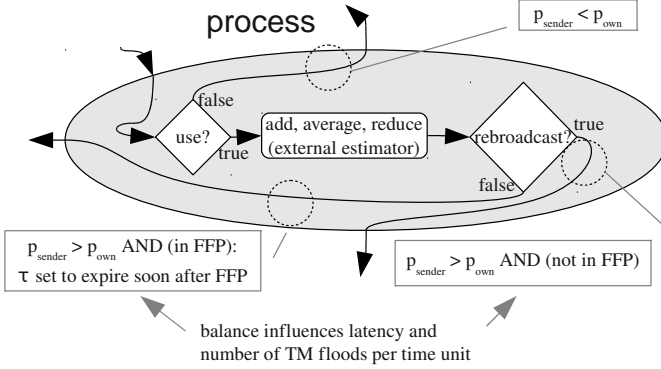 process
p_sender < p_own
false
use?
true
add, average, reduce
(external estimator)
rebroadcast?
true
false
p_sender > p_own AND (in FFP):
τ set to expire soon after FFP
p_sender > p_own AND (not in FFP)
balance influences latency and
number of TM floods per time unit